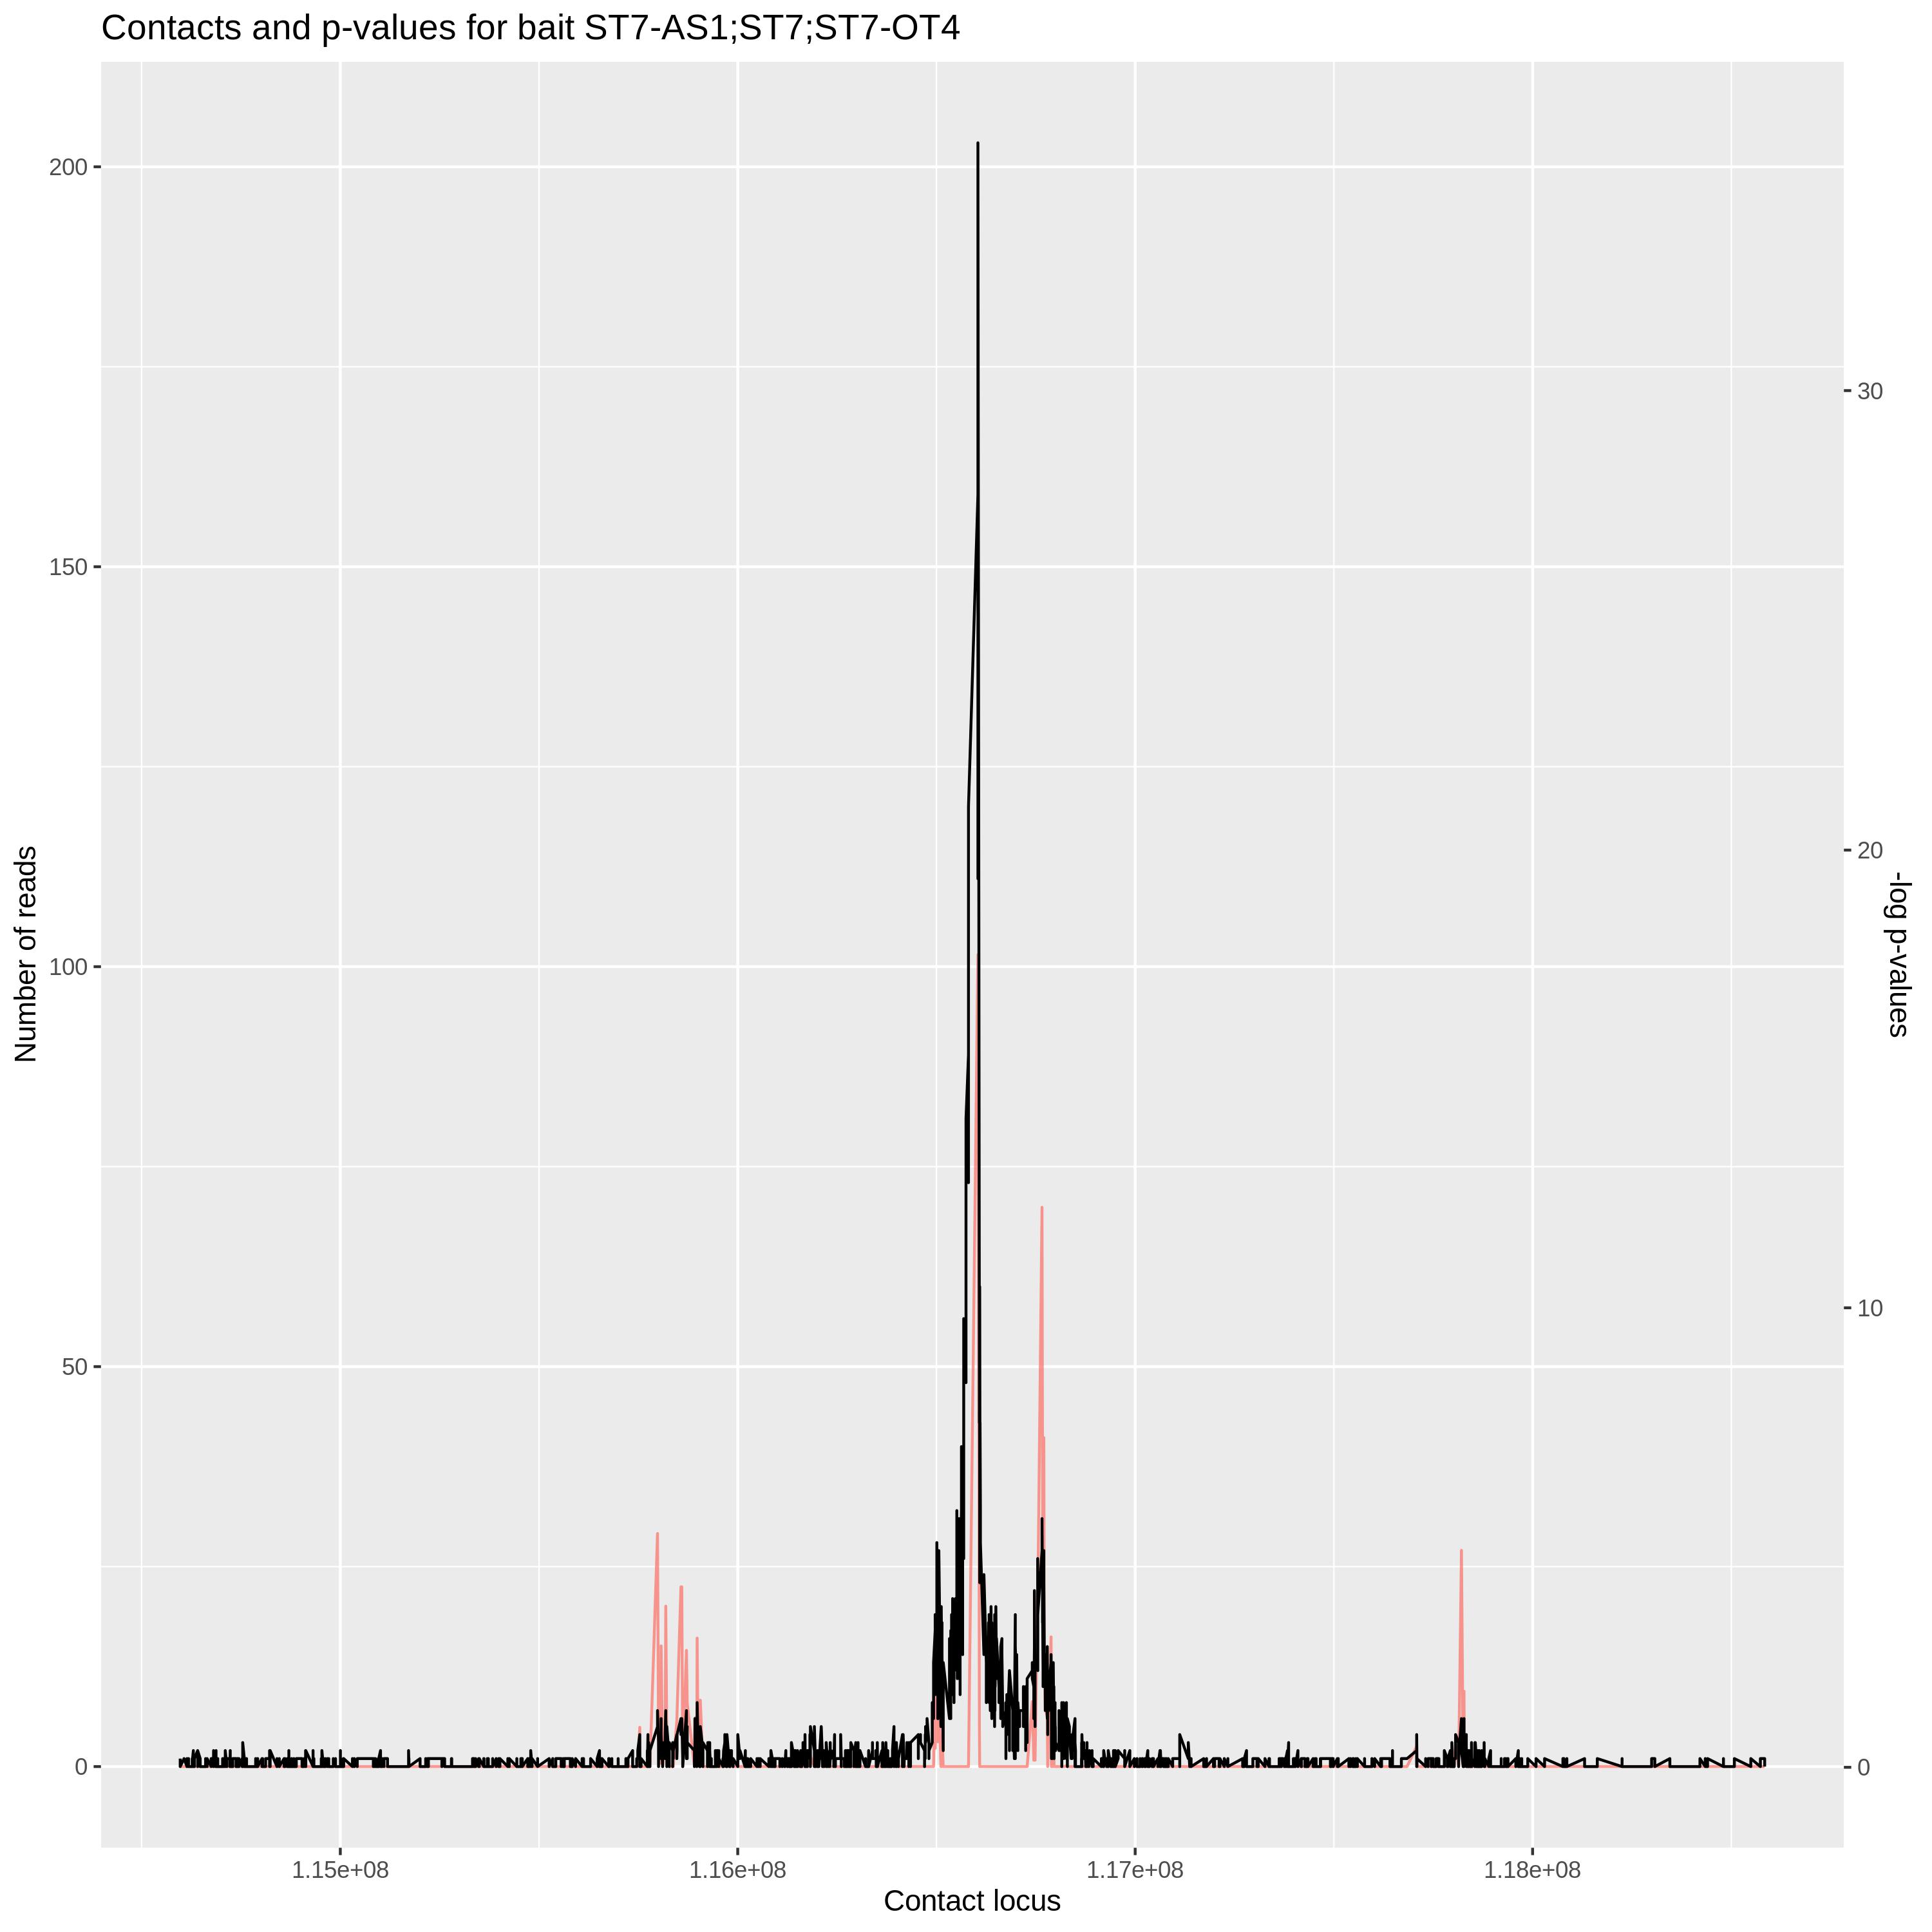 Contacts and p-values for bait ST7-AS1;ST7;ST7-OT4
Number of reads
200
150
100
50
0
30
20
10
0
-log p-values
1.15e+08
1.16e+08
1.17e+08
1.18e+08
Contact locus